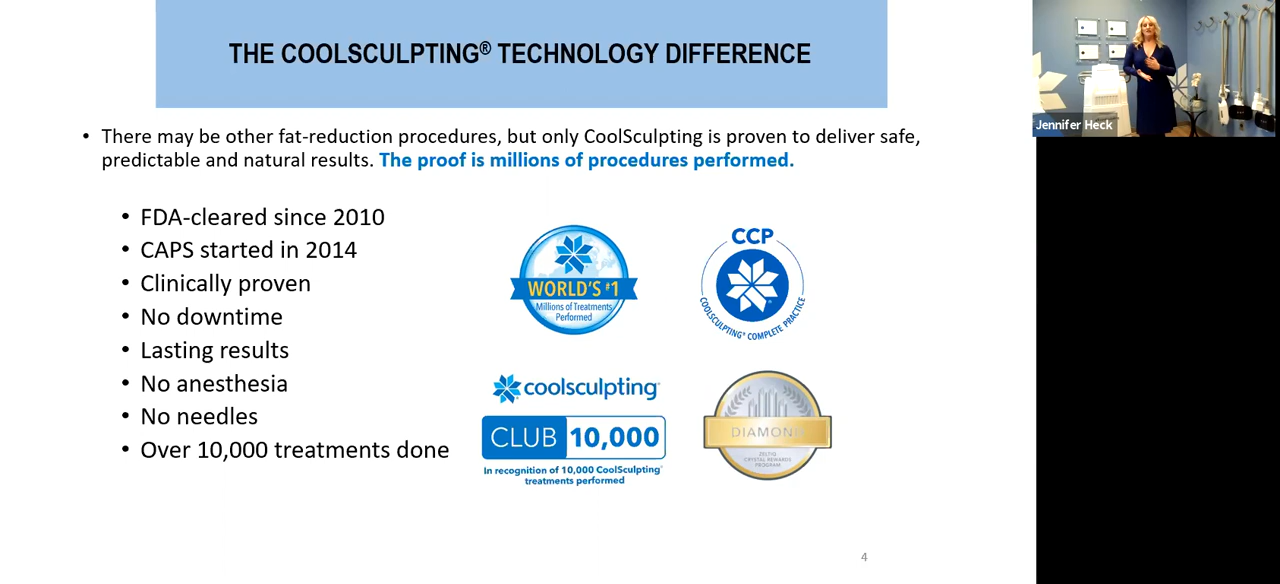 THE COOLSCULPTING® TECHNOLOGY DIFFERENCE
Jennifer Heck
• There may be other fat-reduction procedures, but only CoolSculpting is proven to deliver safe,
predictable and natural results. The proof is millions of procedures performed.
• FDA-cleared since 2010
• CAPS started in 2014
• Clinically proven
• No downtime
• Lasting results
• No anesthesia
• No needles
• Over 10,000 treatments done
WORLD'S #1
Millions of Treatments
Performed
CCP
COOLSCULPTING® COMPLETE PRACTICE
coolsculpting®
CLUB 10,000
In recognition of 10,000 CoolSculpting®
treatments performed
DIAMOND
ZELTIQ
CRYSTAL REWARDS
PROGRAM
4